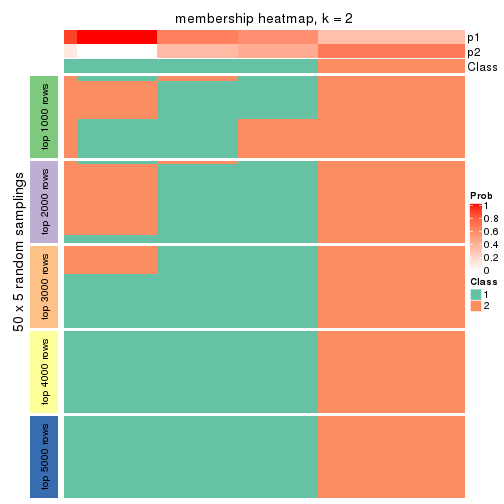 membership heatmap, k = 2
p1
p2
Class
50 x 5 random samplings
top 1000 rows
top 2000 rows
top 3000 rows
top 4000 rows
top 5000 rows
Prob
1
0.8
0.6
0.4
0.2
0
Class
1
2